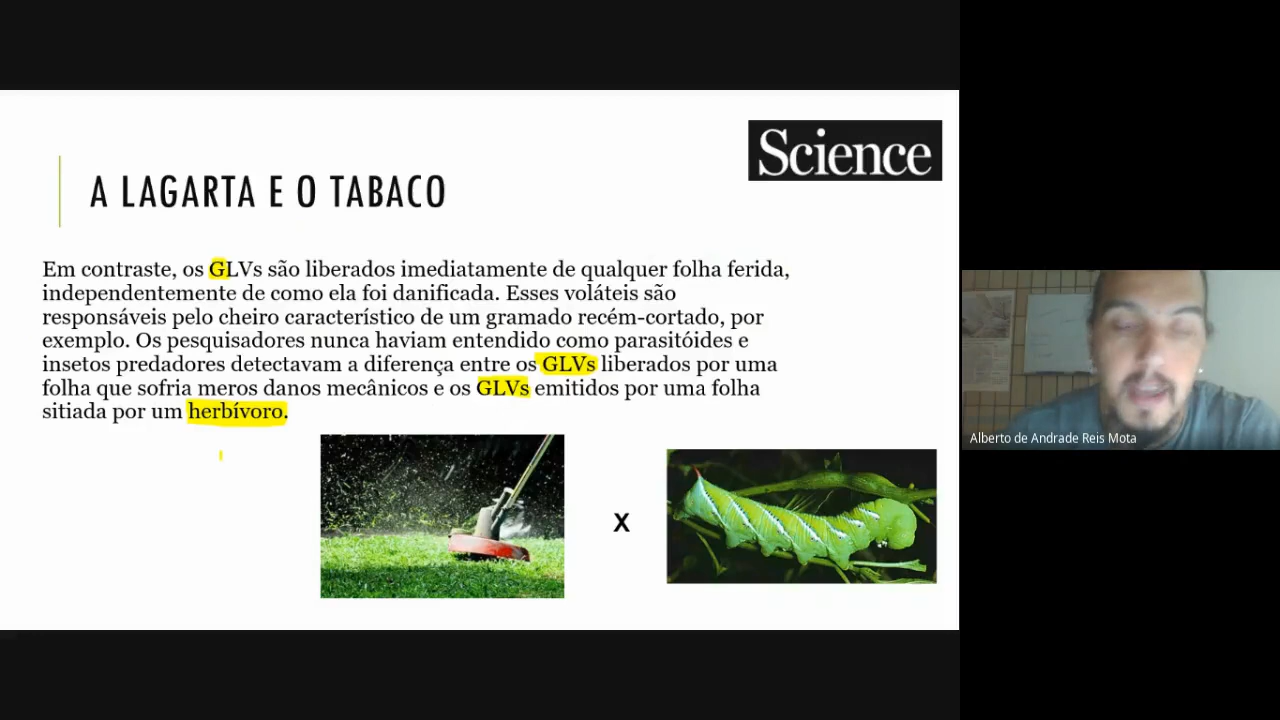 Science
A LAGARTA E O TABACO
Em contraste, os GLVs são liberados imediatamente de qualquer folha ferida,
independentemente de como ela foi danificada. Esses voláteis são
responsáveis pelo cheiro característico de um gramado recém-cortado, por
exemplo. Os pesquisadores nunca haviam entendido como parasitóides e
insetos predadores detectavam a diferença entre os GLVs liberados por uma
folha que sofria meros danos mecânicos e os GLVs emitidos por uma folha
sitiada por um herbívoro.
X
Alberto de Andrade Reis Mota